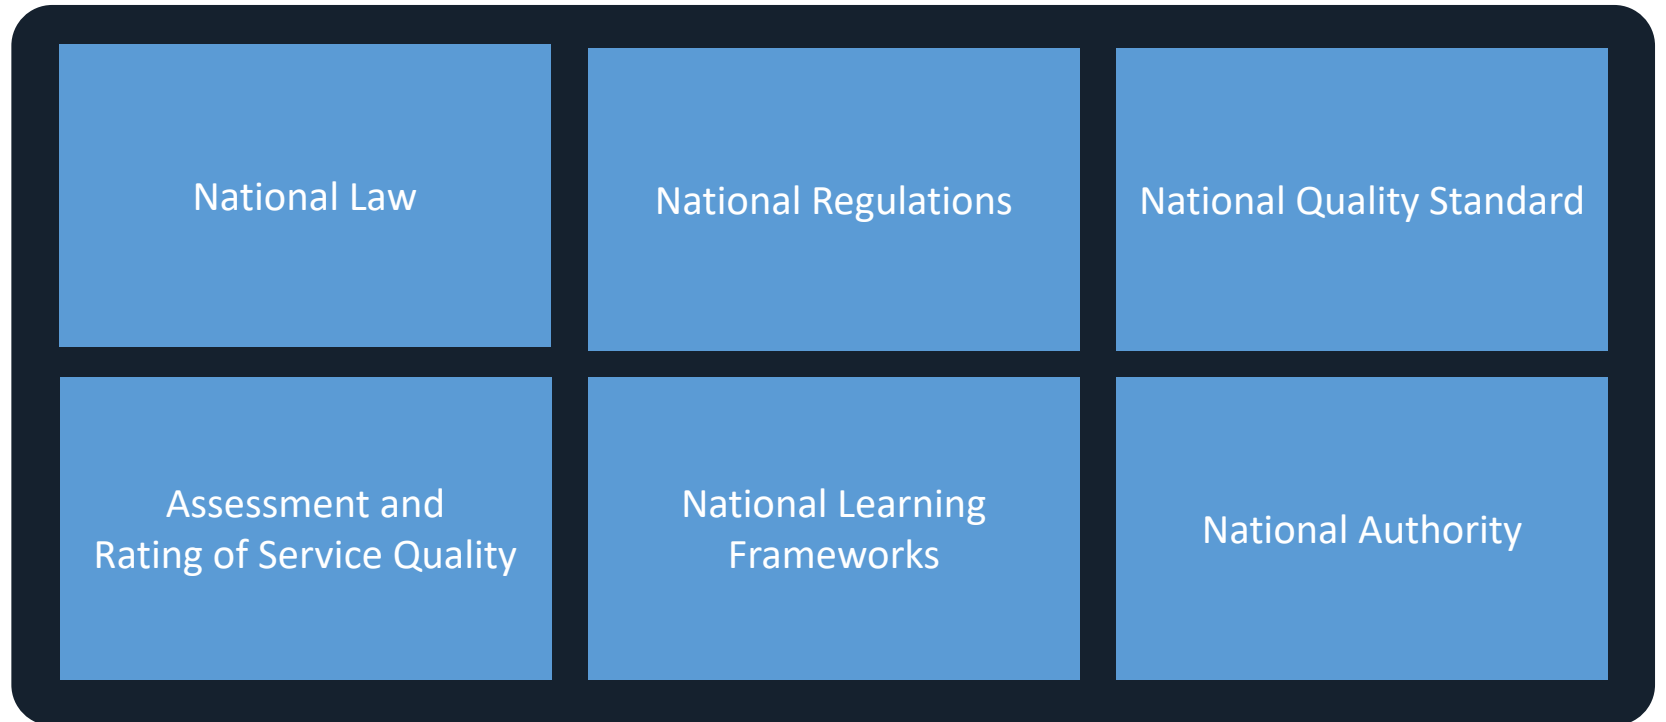 National Law
National Regulations
National Quality Standard
Assessment and
Rating of Service Quality
National Learning
Frameworks
National Authority